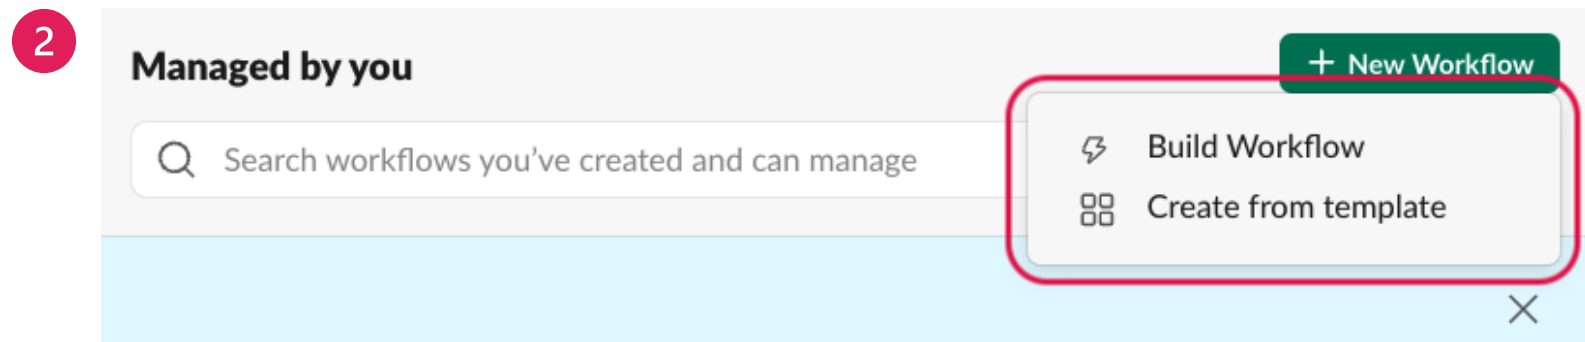 2
Managed by you
+ New Workflow
Search workflows you’ve created and can manage
Build Workflow
Create from template